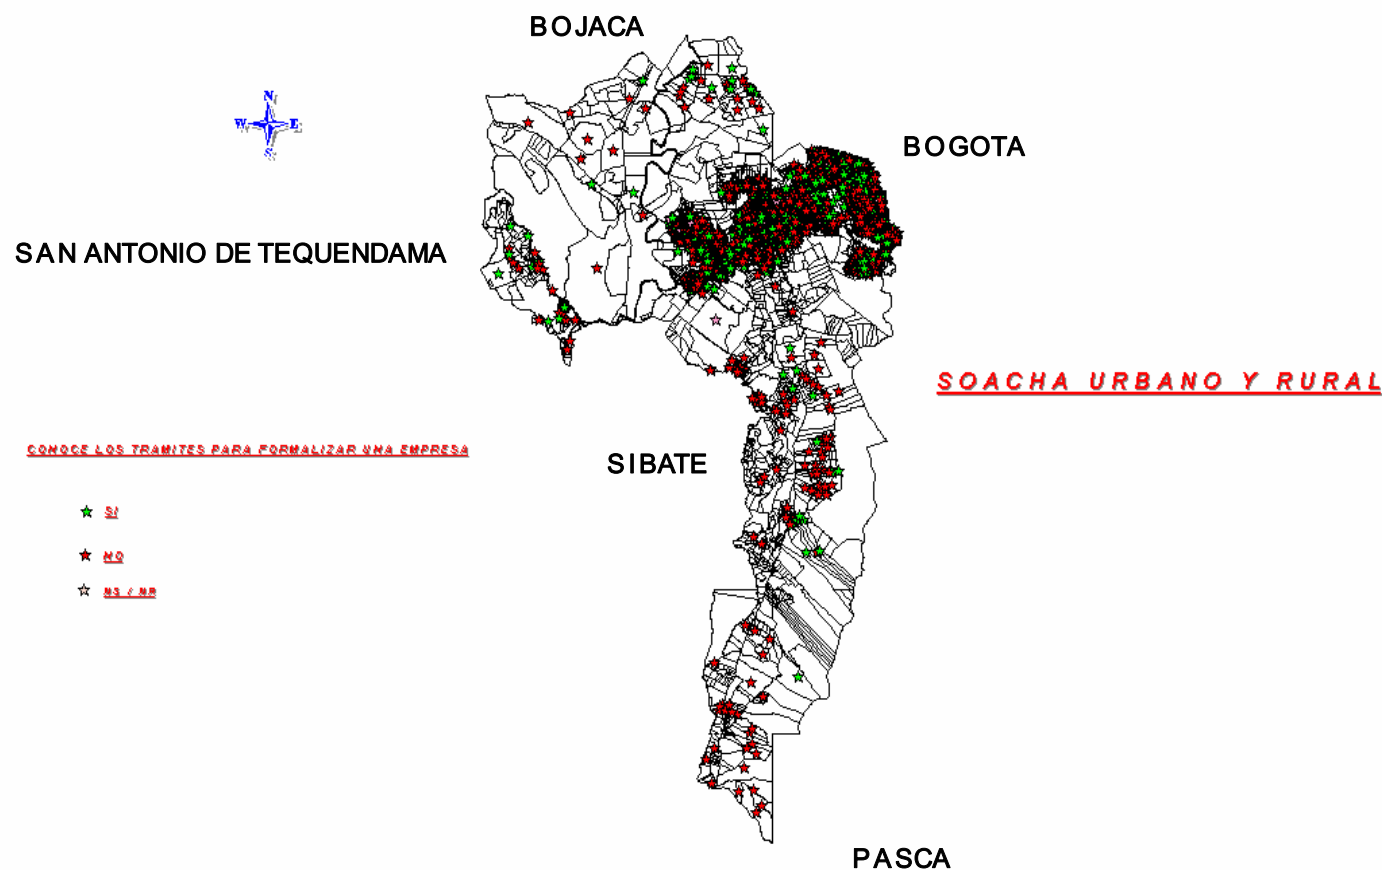 BOJACA
N
W E
S
BOGOTA
SAN ANTONIO DE TEQUENDAMA
SOACHA URBANO Y RURAL
CONOCE LOS TRAMITES PARA FORMALIZAR UNA EMPRESA
SIBATE
SI
NO
NS / NR
PASCA